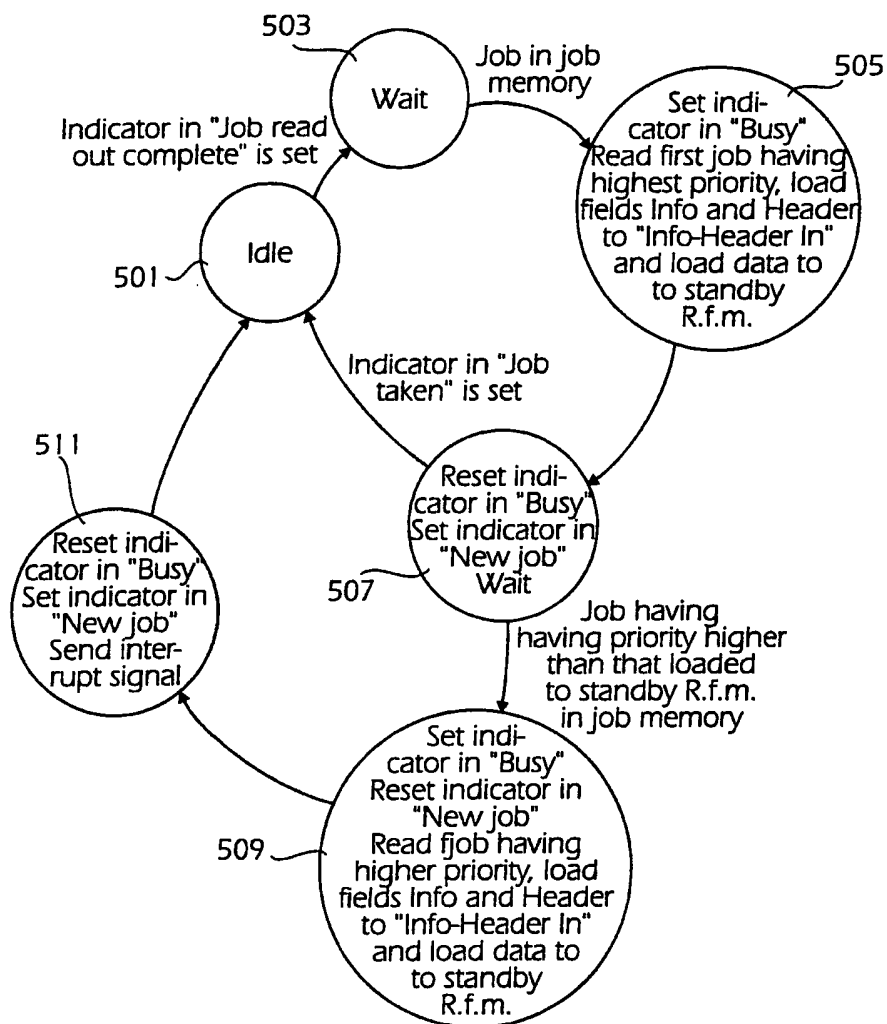 503
Wait
Job in job
memory
505
Set indi-
cator in "Busy"
Read first job having
highest priority, load
fields Info and Header
to "Info-Header In"
and load data to
to standby
R.f.m.
Indicator in "Job read
out complete" is set
Idle
501
Indicator in "Job
taken" is set
511
Reset indi-
cator in "Busy"
Set indicator in
"New job"
Send inter-
rupt signal
Reset indi-
cator in "Busy"
Set indicator in
"New job"
Wait
507
Job having
having priority higher
than that loaded
to standby R.f.m.
in job memory
Set indi-
cator in "Busy"
Reset indicator in
"New job"
Read fjob having
higher priority, load
fields Info and Header
to "Info-Header In"
and load data to
to standby
R.f.m.
509